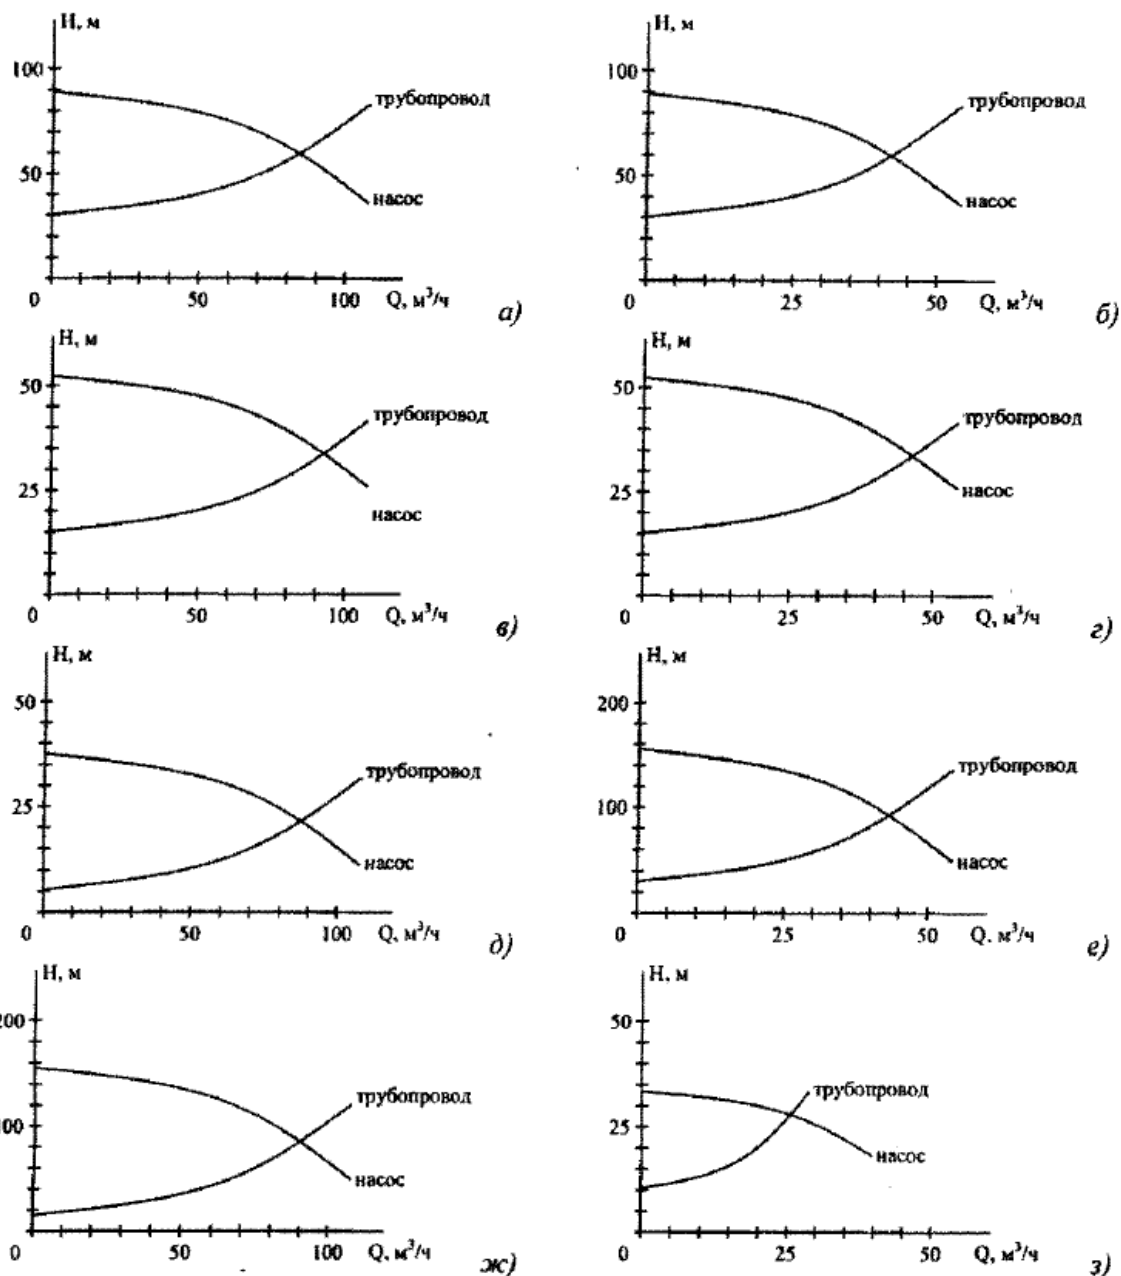 Н, м
100
трубопровод
50
насос
0
50
100
Q, м³/ч
а)
Н, м
100
трубопровод
50
насос
0
25
50
Q, м³/ч
б)
Н, м
50
трубопровод
25
насос
0
50
100
Q, м³/ч
в)
Н, м
50
трубопровод
25
насос
0
25
50
Q, м³/ч
г)
Н, м
50
трубопровод
25
насос
0
50
100
Q, м³/ч
д)
Н, м
200
трубопровод
100
насос
0
25
50
Q. м³/ч
е)
Н, м
200
трубопровод
100
насос
0
50
100
Q, м³/ч
ж)
Н, м
50
трубопровод
25
насос
0
25
50
Q, м³/ч
з)